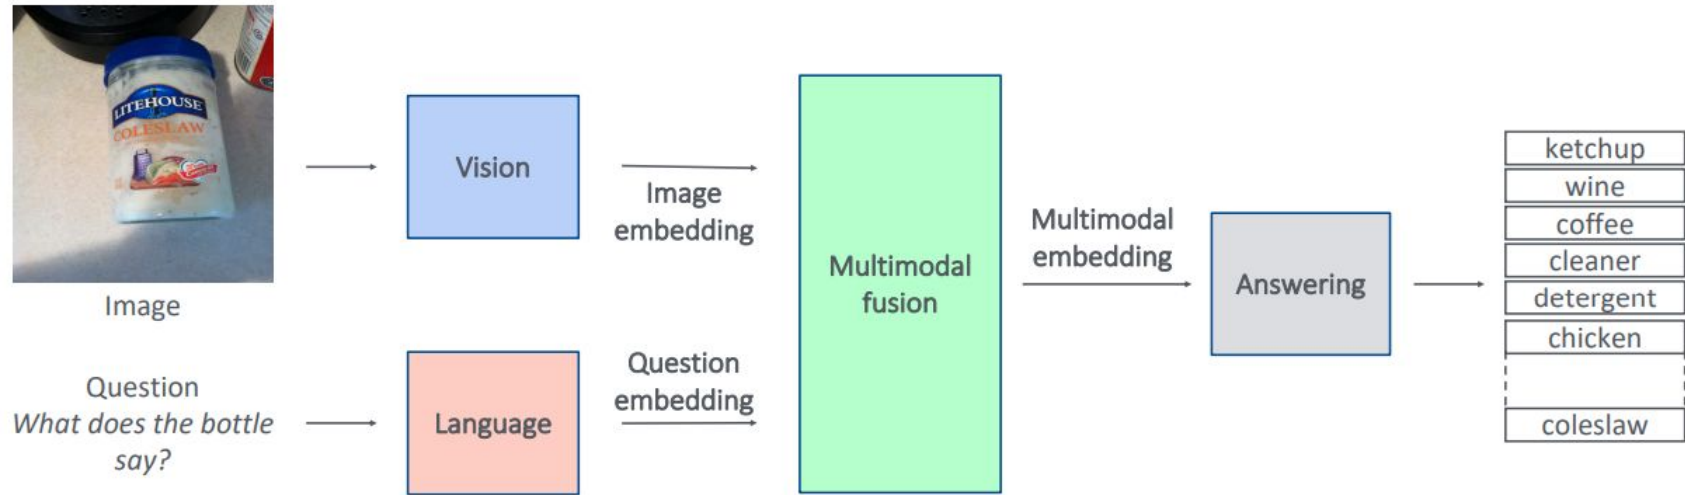 LITEHOUSE
COLESLAW
Image
Question
What does the bottle
say?
Vision
Language
Image
embedding
Question
embedding
Multimodal
fusion
Multimodal
embedding
Answering
ketchup
wine
coffee
cleaner
detergent
chicken
coleslaw